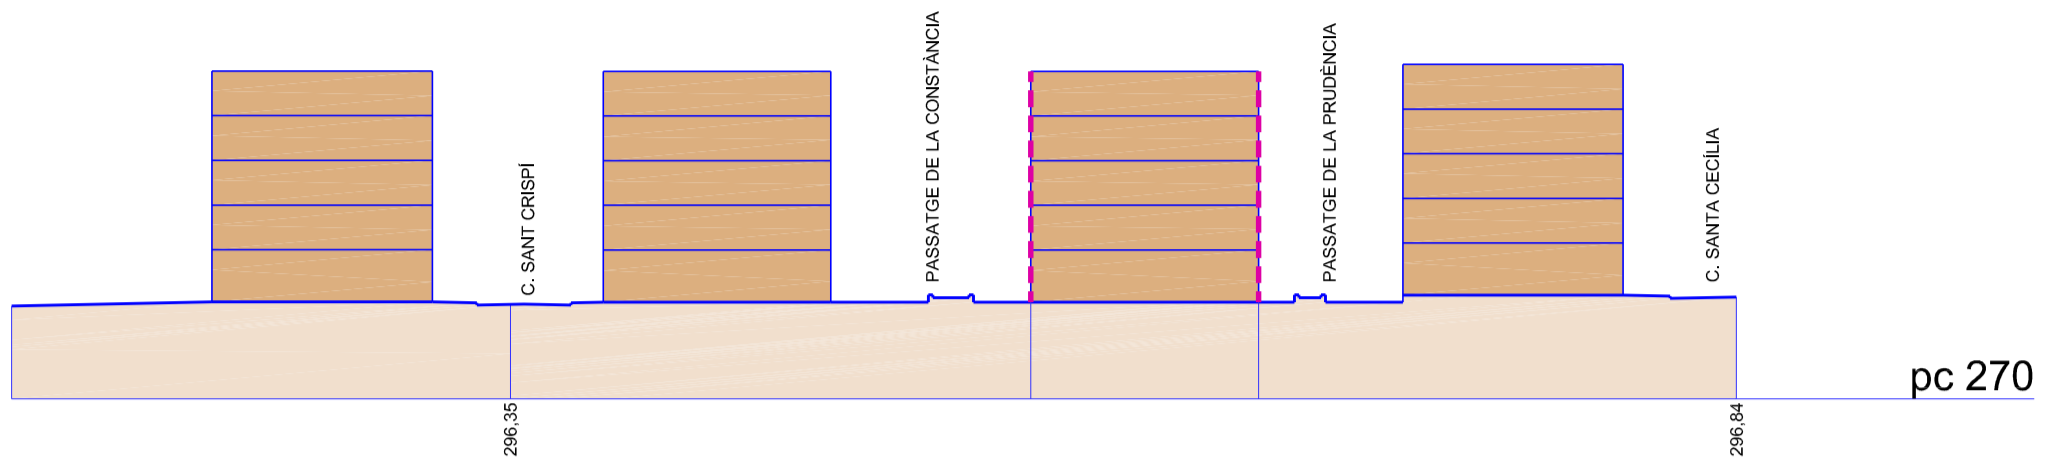 C. SANT CRISPÍ
PASSATGE DE LA CONSTÀNCIA
PASSATGE DE LA PRUDÈNCIA
C. SANTA CECÍLIA
pc 270
296,35
296,84